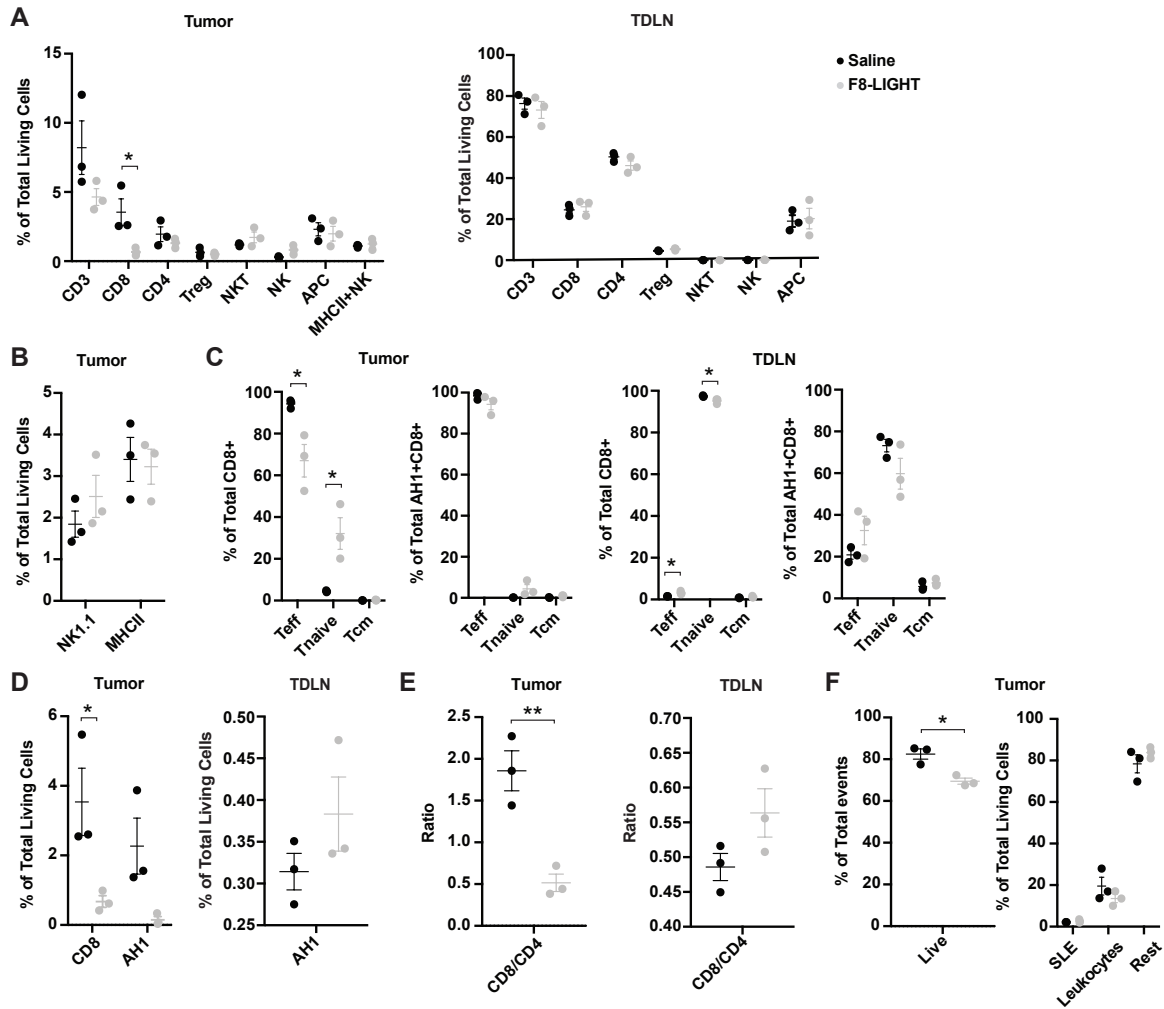 A
Tumor
TDLN
Saline
F8-LIGHT
% of Total Living Cells
15
10
5
0
*
CD3
CD8
CD4
Treg
NKT
NK
APC
MHCII+NK
% of Total Living Cells
100
80
60
40
20
0
CD3
CD8
CD4
Treg
NKT
NK
APC
B
Tumor
% of Total Living Cells
5
4
3
2
1
0
NK1.1
MHCII
C
Tumor
TDLN
% of Total CD8+
100
80
60
40
20
0
*
*
Teff
Tnaive
Tcm
% of Total AH1+CD8+
100
80
60
40
20
0
Teff
Tnaive
Tcm
% of Total CD8+
100
80
60
40
20
0
*
*
Teff
Tnaive
Tcm
% of Total AH1+CD8+
100
80
60
40
20
0
Teff
Tnaive
Tcm
D
Tumor
% of Total Living Cells
6
4
2
0
*
CD8
AH1
TDLN
% of Total Living Cells
0.50
0.45
0.40
0.35
0.30
0.25
AH1
E
Tumor
Ratio
2.5
2.0
1.5
1.0
0.5
0.0
**
CD8/CD4
TDLN
Ratio
0.70
0.65
0.60
0.55
0.50
0.45
0.40
CD8/CD4
F
Tumor
% of Total events
100
80
60
40
20
0
*
Live
% of Total Living Cells
100
80
60
40
20
0
SLE
Leukocytes
Rest